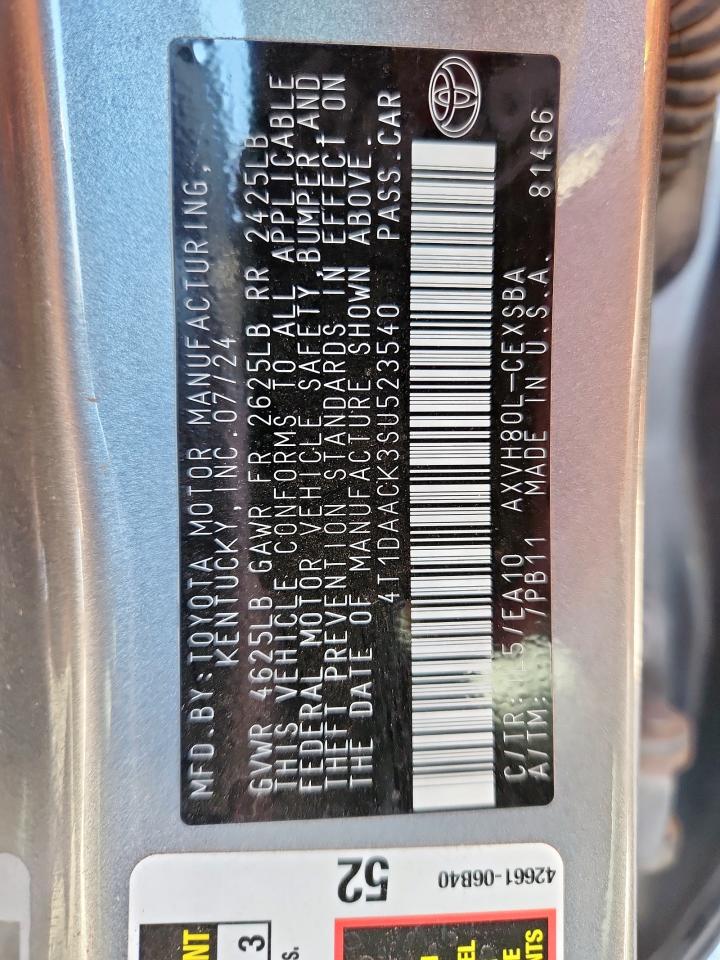 MFD.BY:TOYOTA MOTOR MANUFACTURING,
KENTUCKY,INC.07/24
GVWR 4625LB GAWR FR 2625LB RR 2425LB
THIS VEHICLE CONFORMS TO ALL APPLICABLE
FEDERAL MOTOR VEHICLE SAFETY,BUMPER,AND
THEFT PREVENTION STANDARDS IN EFFECT ON
THE DATE OF MANUFACTURE SHOWN ABOVE.
4T1DAACK3SU523540 PASS.CAR
C/TR: /EA10 AXVH80L-CEXSBA
A/TM: /PB11 MADE IN U.S.A. 81466
52
42661-06B40
3